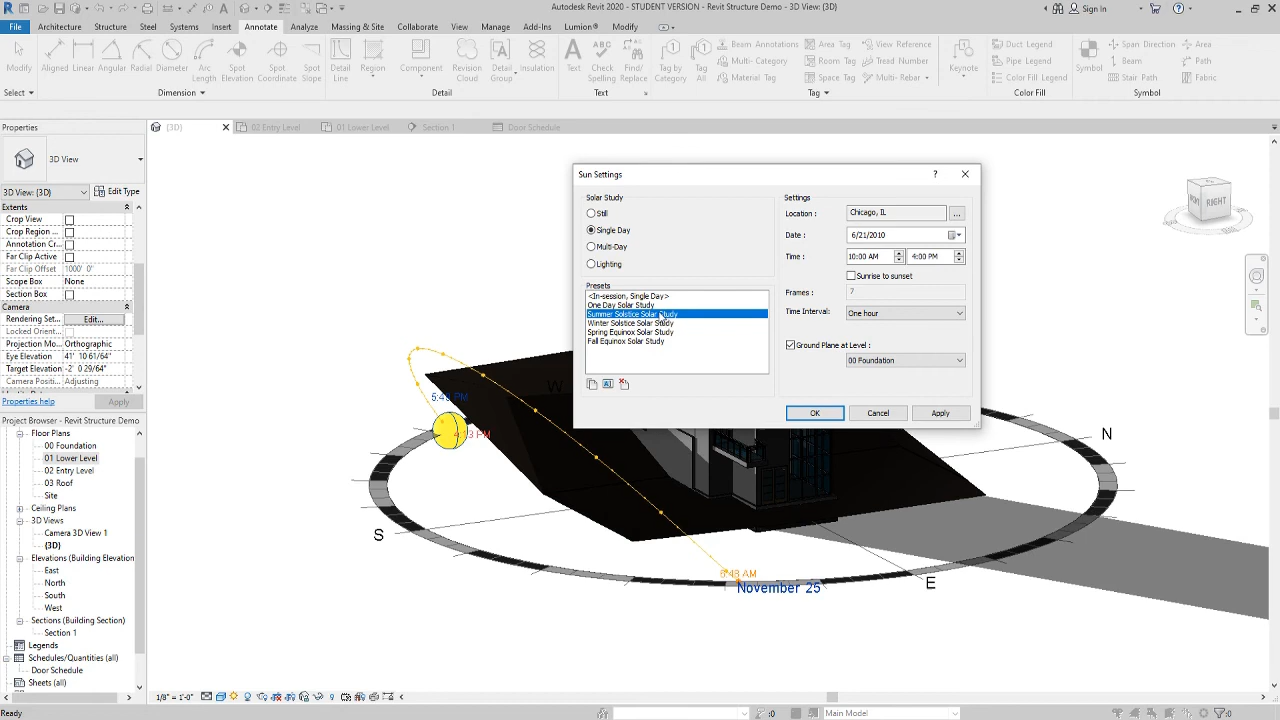 Autodesk Revit 2020 - STUDENT VERSION - Revit Structure Demo - 3D View: {3D}
Sign In
File Architecture Structure Steel Systems Insert Annotate Analyze Massing & Site Collaborate View Manage Add-Ins Lumion® Modify
Modify Aligned Linear Angular Radial Diameter Arc Length Spot Elevation Spot Coordinate Spot Slope Detail Line Region Component Revision Cloud Detail Group Insulation Text Check Spelling Find/ Replace Tag by Category Tag All
Beam Annotations Area Tag View Reference
Multi- Category Room Tag Tread Number
Material Tag Space Tag Multi- Rebar
Keynote
Duct Legend
Pipe Legend
Color Fill Legend
Symbol
Span Direction Area
Beam Path
Stair Path Fabric
Select Dimension Detail Text Tag Color Fill Symbol
Properties
{3D} 02 Entry Level 01 Lower Level Section 1 Door Schedule
3D View
3D View: {3D} Edit Type
Extents
Crop View
Crop Region ...
Annotation Cr...
Far Clip Active
Far Clip Offset 1000' 0"
Scope Box None
Section Box
Camera
Rendering Set... Edit...
Locked Orient...
Projection Mo... Orthographic
Eye Elevation 41' 10 61/64"
Target Elevation -2' 0 29/64"
Camera Positi... Adjusting
Properties help Apply
Project Browser - Revit Structure Demo
Floor Plans
00 Foundation
01 Lower Level
02 Entry Level
03 Roof
Site
Ceiling Plans
3D Views
Camera 3D View 1
{3D}
Elevations (Building Elevation
East
North
South
West
Sections (Building Section)
Section 1
Legends
Schedules/Quantities (all)
Door Schedule
Sheets (all)
Sun Settings
? 
Solar Study
Still
Single Day
Multi-Day
Lighting
Presets
<In-session, Single Day>
One Day Solar Study
Summer Solstice Solar Study
Winter Solstice Solar Study
Spring Equinox Solar Study
Fall Equinox Solar Study
Settings
Location : Chicago, IL ...
Date : 6/21/2010
Time : 10:00 AM 4:00 PM
Sunrise to sunset
Frames : 7
Time Interval: One hour
Ground Plane at Level :
00 Foundation
OK Cancel Apply
RIGHT
W
N
S
E
November 25
1/8" = 1'-0"
Ready
:0
Main Model
:0